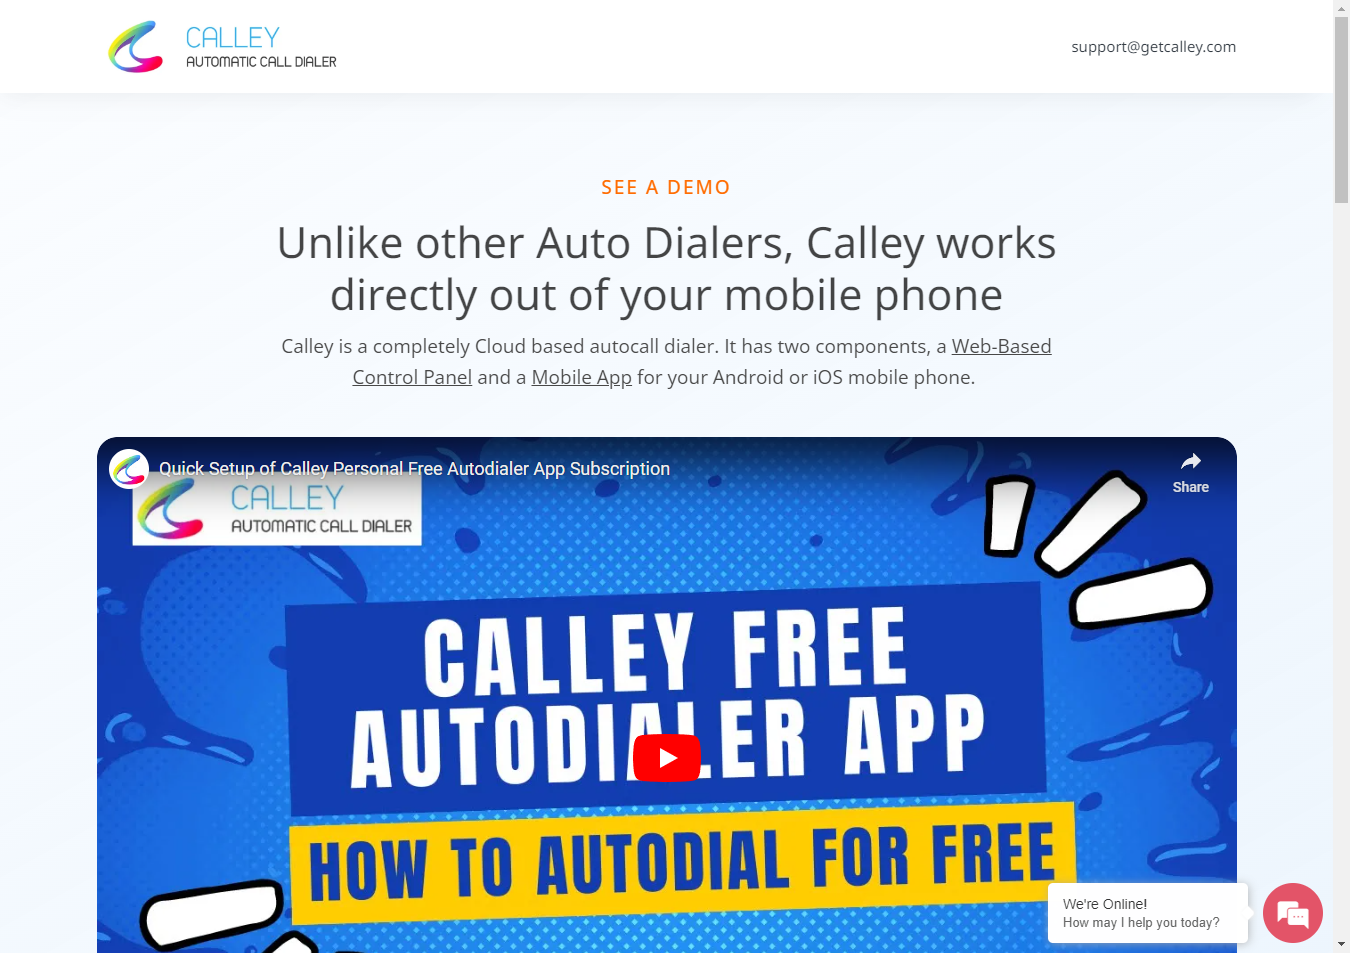 CALLEY
AUTOMATIC CALL DIALER
support@getcalley.com
SEE A DEMO
Unlike other Auto Dialers, Calley works
directly out of your mobile phone
Calley is a completely Cloud based autocall dialer. It has two components, a Web-Based
Control Panel and a Mobile App for your Android or iOS mobile phone.
Quick Setup of Calley Personal Free Autodialer App Subscription
Share
CALLEY
AUTOMATIC CALL DIALER
CALLEY FREE
AUTODIALER APP
HOW TO AUTODIAL FOR FREE
We're Online!
How may I help you today?